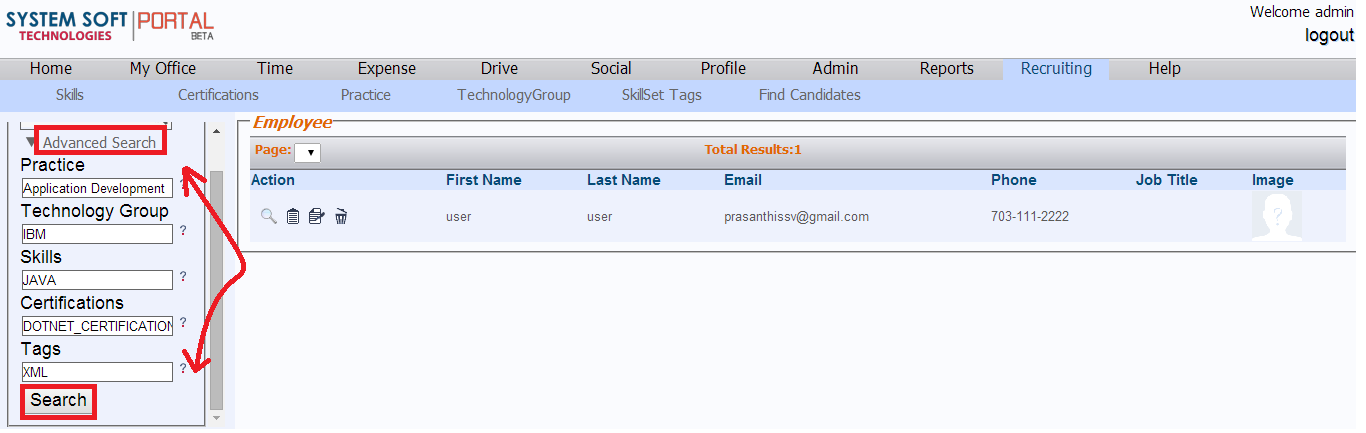 SYSTEM SOFT PORTAL
TECHNOLOGIES BETA
Welcome admin
logout
Home My Office Time Expense Drive Social Profile Admin Reports Recruiting Help
Skills Certifications Practice TechnologyGroup SkillSet Tags Find Candidates
Advanced Search
Practice
Application Development ?
Technology Group
IBM ?
Skills
JAVA ?
Certifications
DOTNET_CERTIFICATION ?
Tags
XML ?
Search
Employee
Page: Total Results:1
Action First Name Last Name Email Phone Job Title Image
user user prasanthissv@gmail.com 703-111-2222 ?